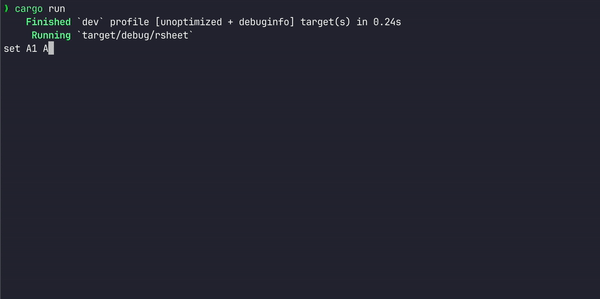 ❯ cargo run
    Finished `dev` profile [unoptimized + debuginfo] target(s) in 0.24s
     Running `target/debug/rsheet`
set A1 A